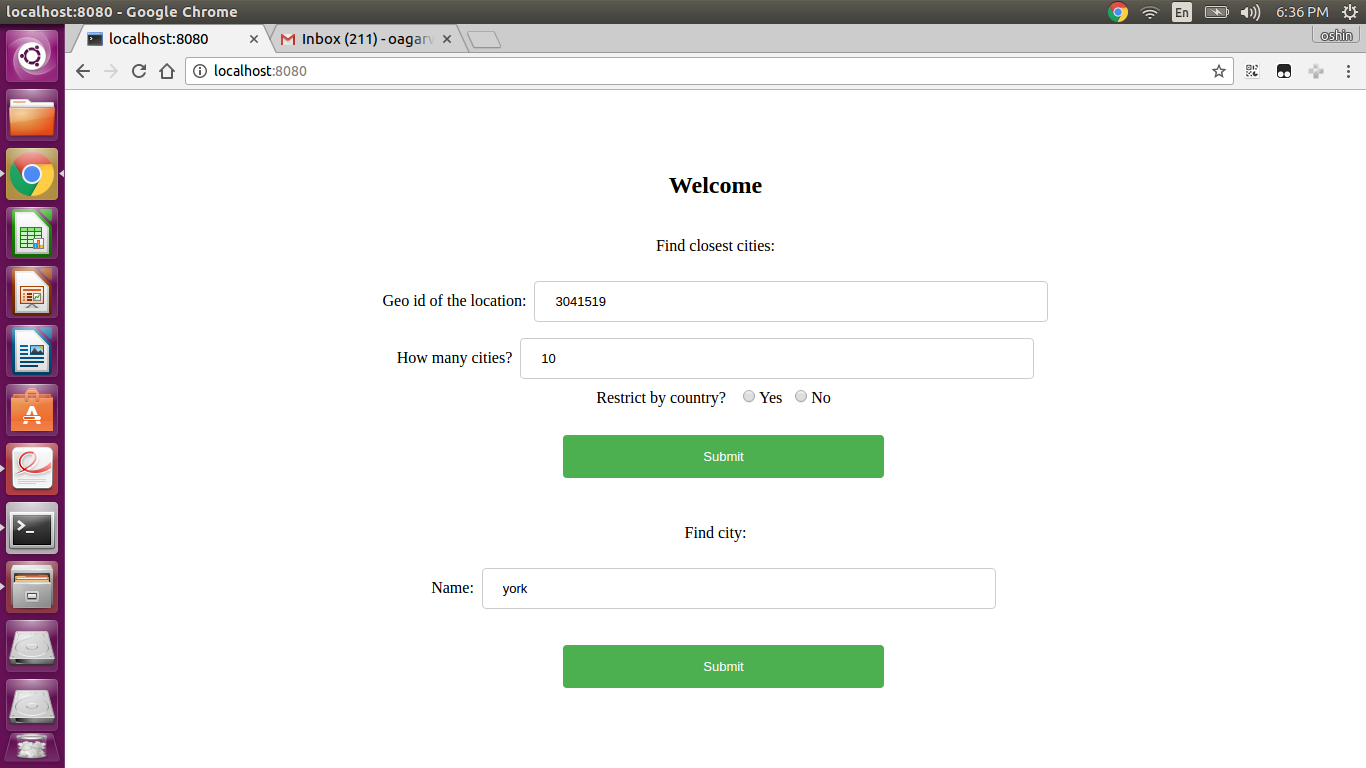 localhost:8080 - Google Chrome
En
6:36 PM
oshin
localhost:8080
Inbox (211) - oagarw
localhost:8080
Welcome
Find closest cities:
Geo id of the location: 3041519
How many cities? 10
Restrict by country? Yes No
Submit
Find city:
Name: york
Submit